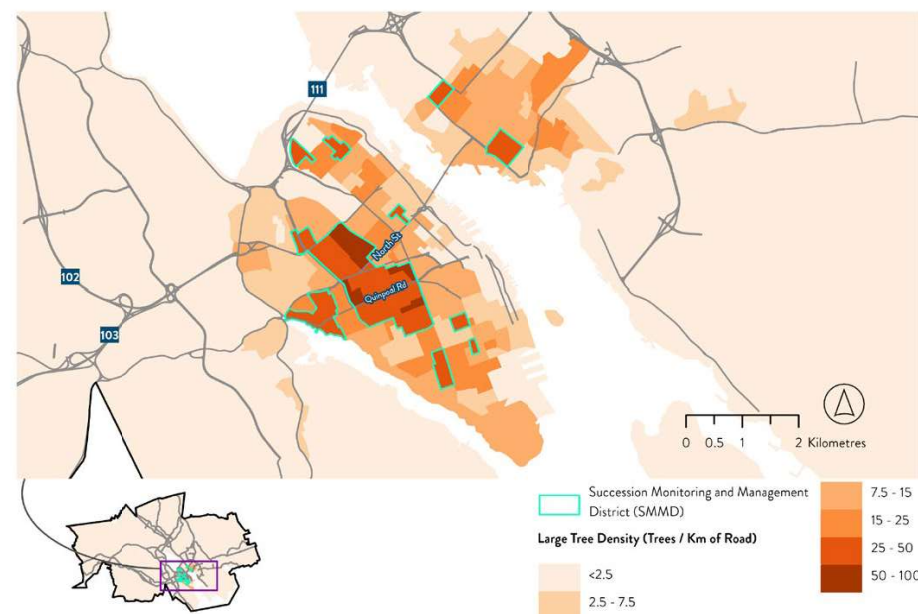 111
North St
Quinpool Rd
102
103
0 0.5 1 2 Kilometres
Succession Monitoring and Management
District (SMMD)
Large Tree Density (Trees / Km of Road)
<2.5
2.5 - 7.5
7.5 - 15
15 - 25
25 - 50
50 - 100